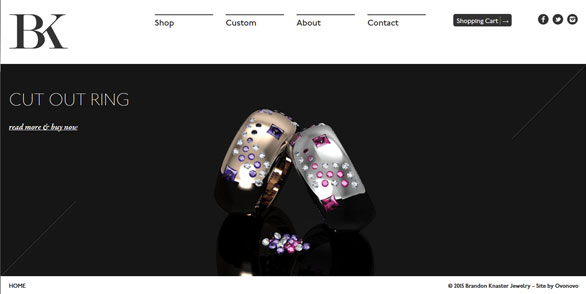 BK
Shop
Custom
About
Contact
Shopping Cart
CUT OUT RING
read more & buy now
HOME
© 2015 Brandon Knaster Jewelry – Site by Ovonovo